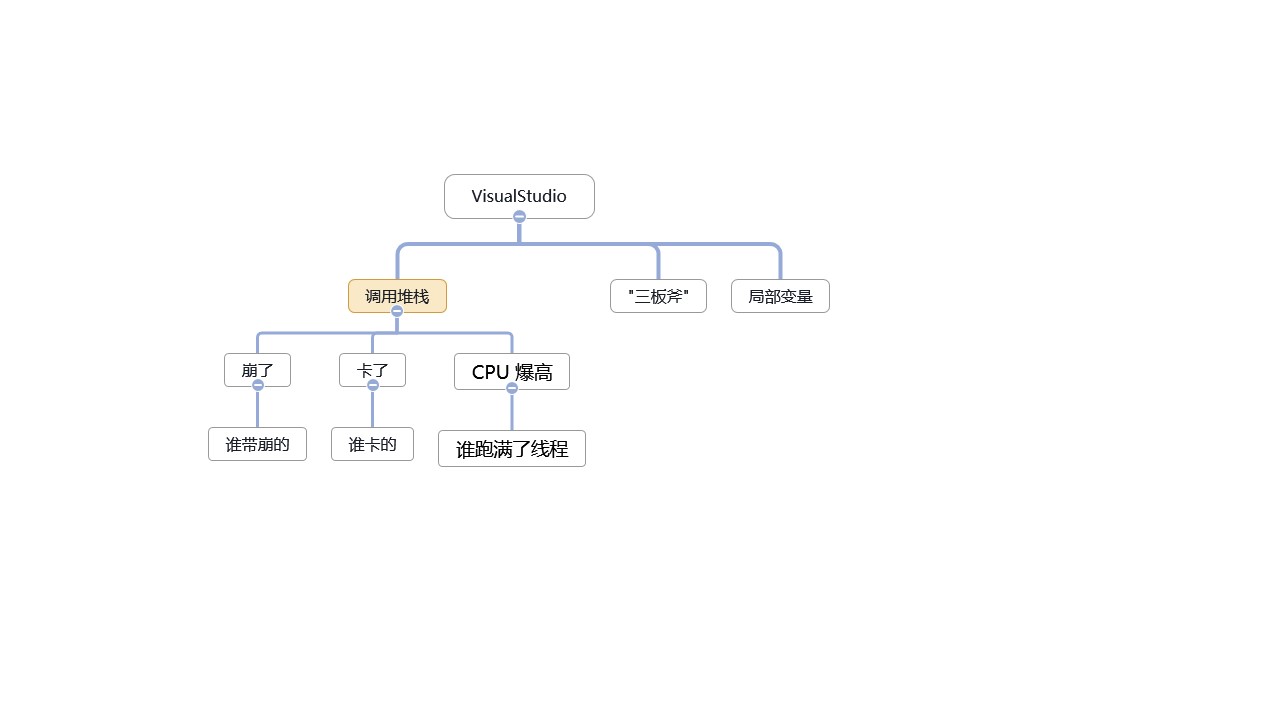 VisualStudio
调用堆栈
"三板斧"
局部变量
崩了
卡了
CPU 爆高
谁带崩的
谁卡的
谁跑满了线程